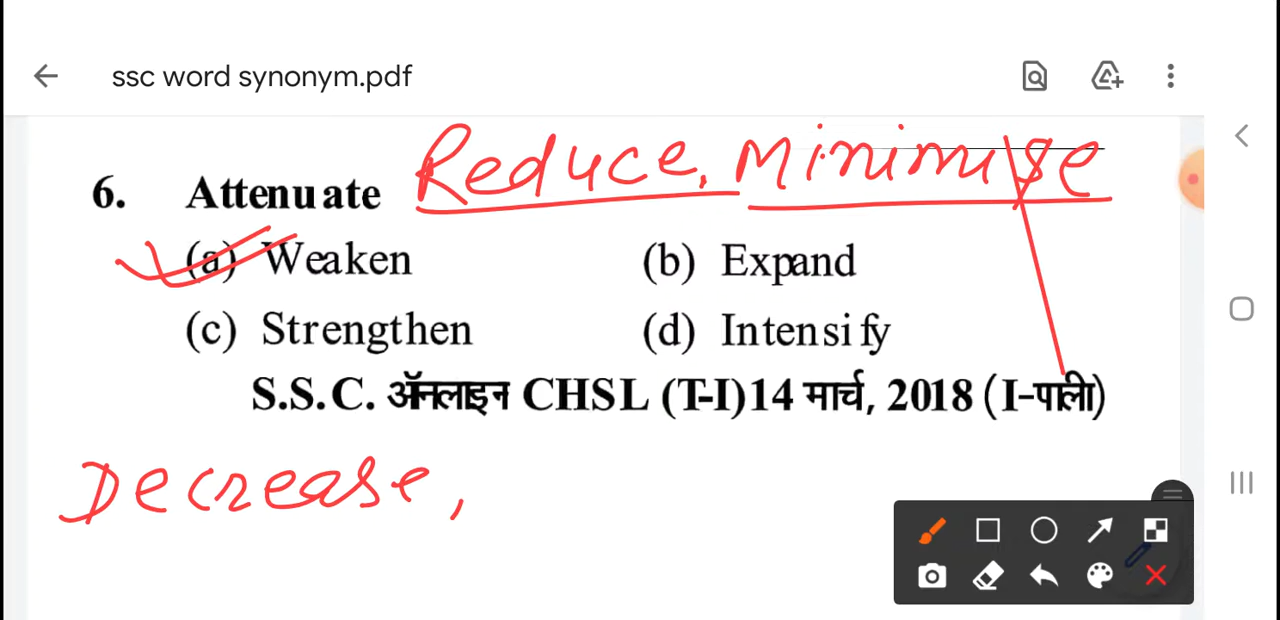 ssc word synonym.pdf
6. Attenuate Reduce, Minimise
(a) Weaken (b) Expand
(c) Strengthen (d) Intensify
S.S.C. ऑनलाइन CHSL (T-I)14 मार्च, 2018 (I-पाली)
Decrease,